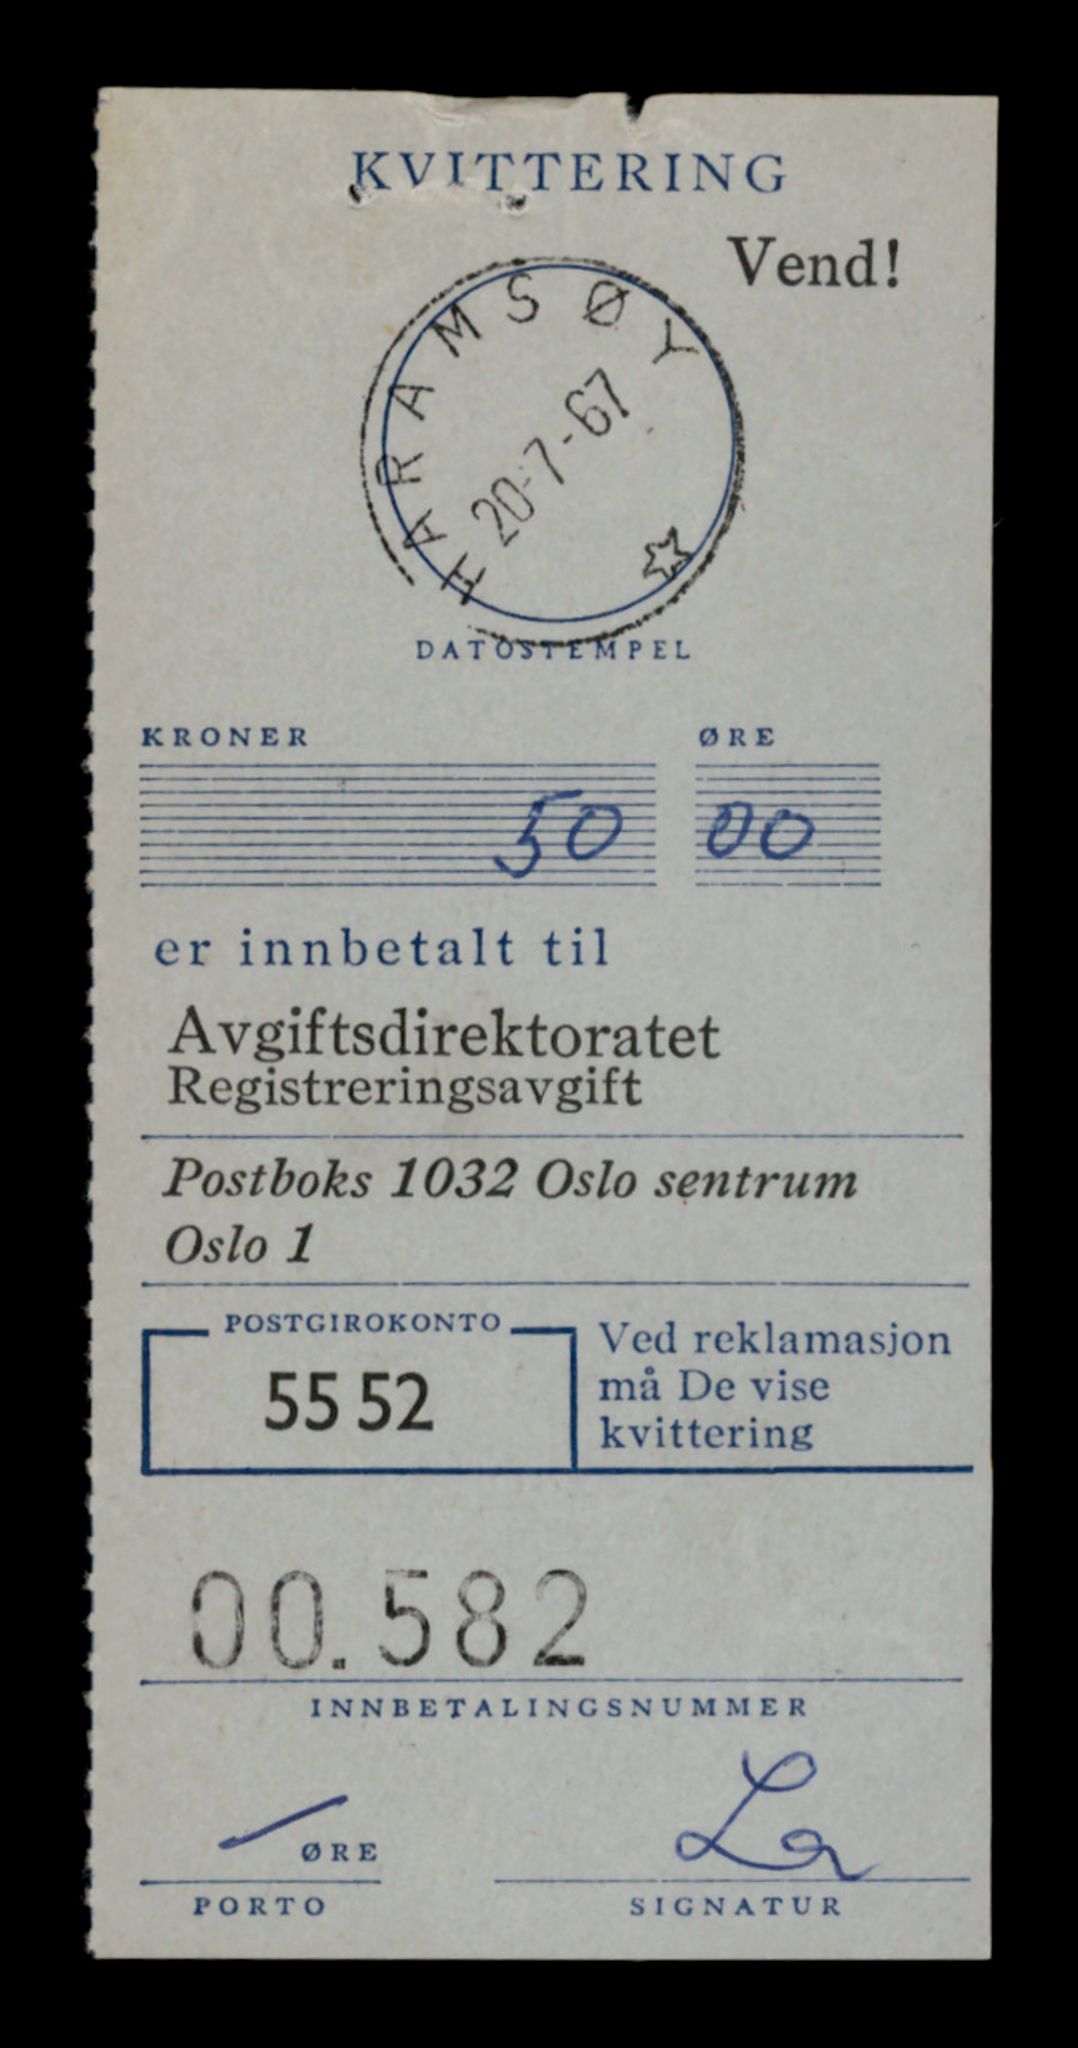 KVITTERING
Vend!
HARAMSØY
20-7-67
DATOSTEMPEL
KRONER ØRE
50 00
er innbetalt til
Avgiftsdirektoratet
Registreringsavgift
Postboks 1032 Oslo sentrum
Oslo 1
POSTGIROKONTO
55 52
Ved reklamasjon
må De vise
kvittering
00.582
INNBETALINGSNUMMER
ØRE
PORTO
SIGNATUR